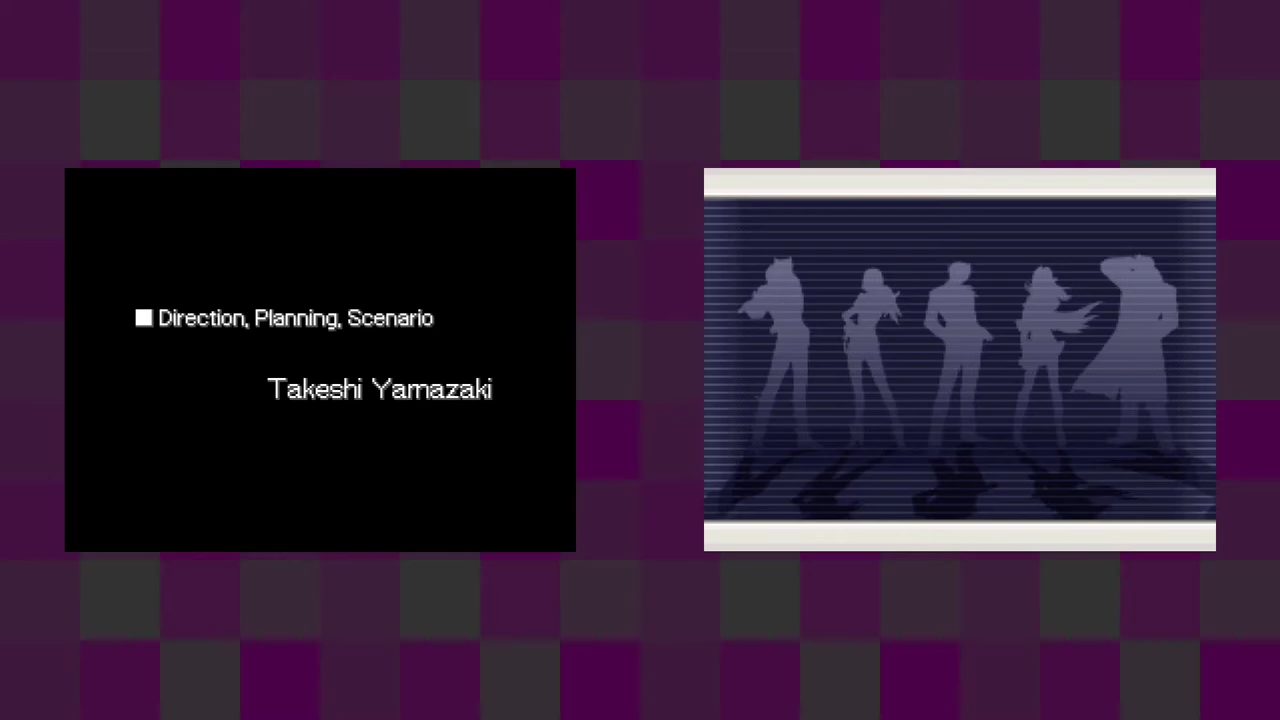 ■ Direction, Planning, Scenario
Takeshi Yamazaki